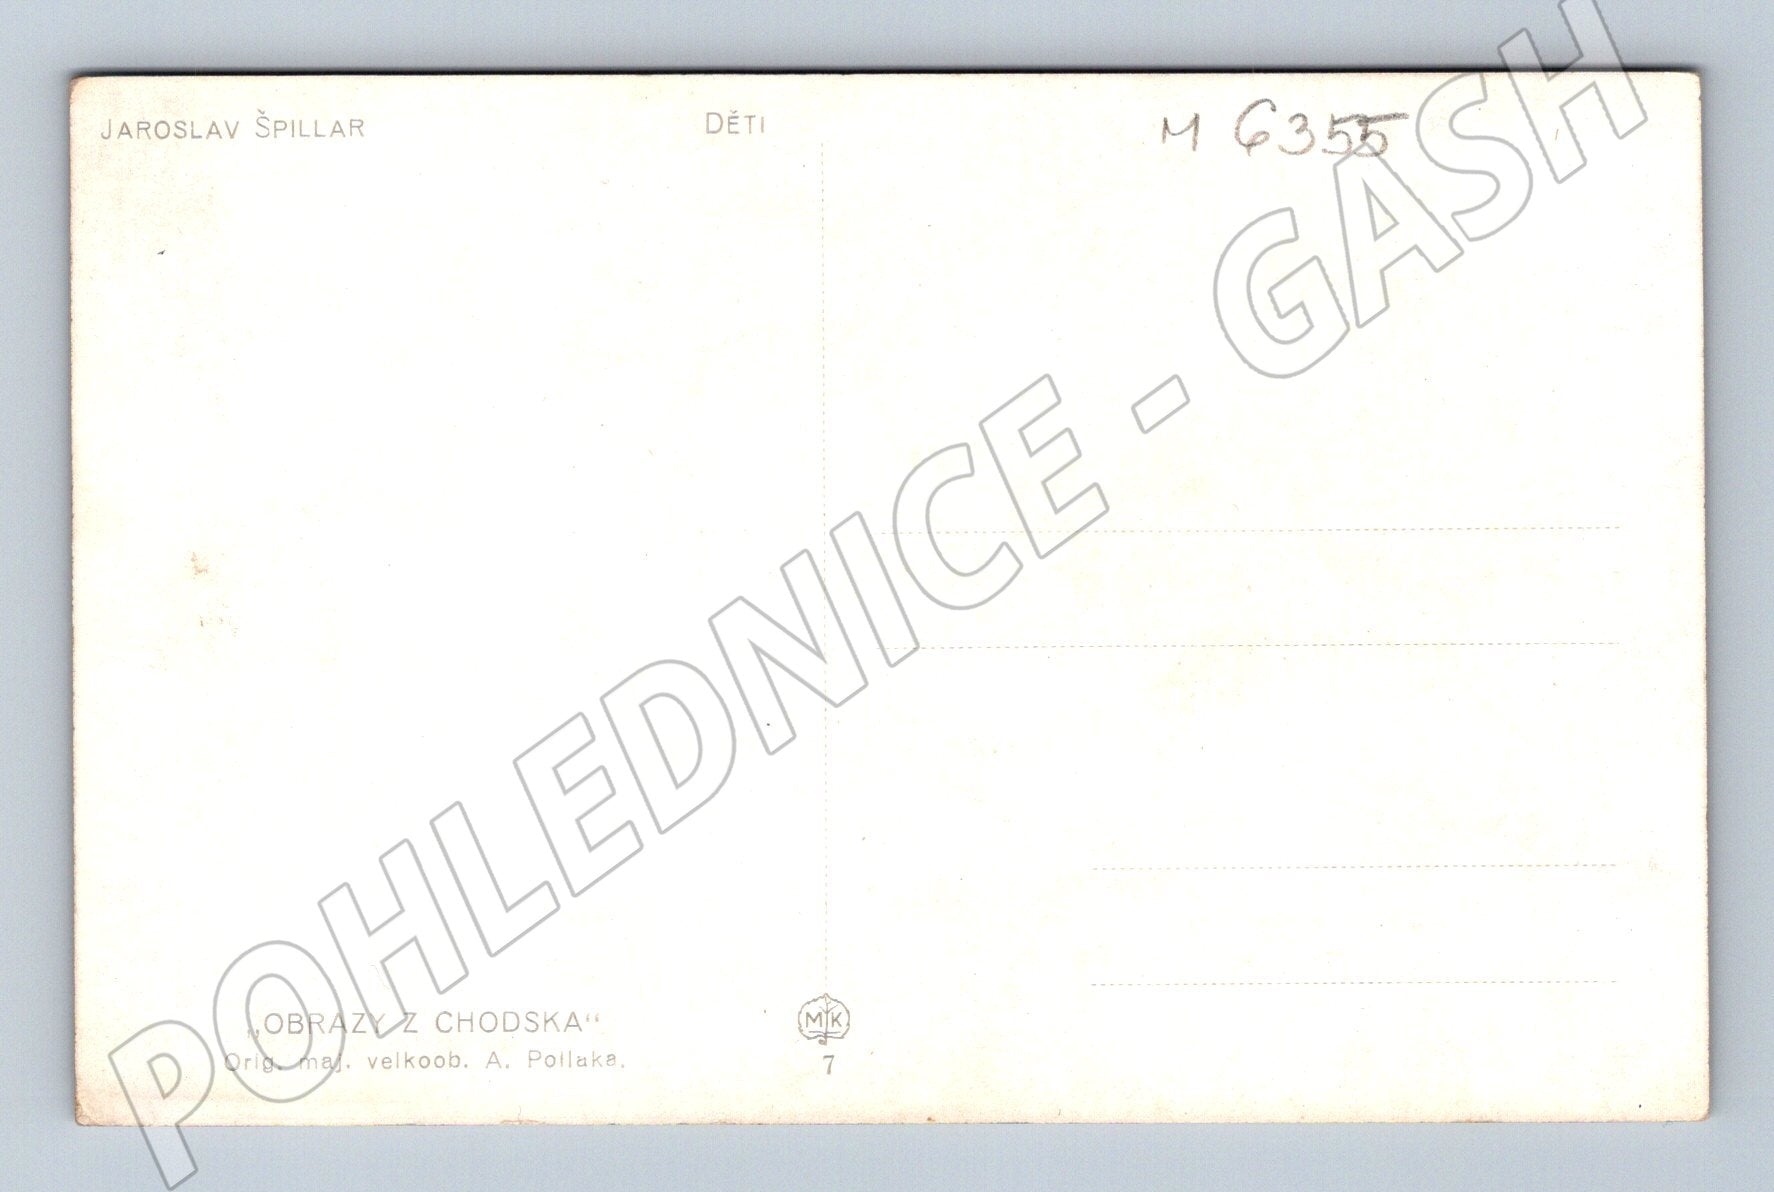 JAROSLAV ŠPILLAR
DĚTI
M 6355
POHLEDNICE - GASH
„OBRAZY Z CHODSKA“
Orig. maj. velkoob. A. Pollaka.
MK
7